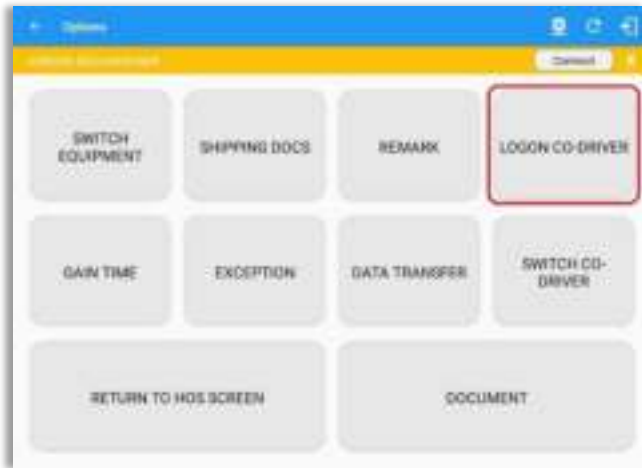 Options
Connect
SWITCH
EQUIPMENT
SHIPPING DOCS
REMARK
LOGON CO-DRIVER
GAIN TIME
EXCEPTION
DATA TRANSFER
SWITCH CO-
DRIVER
RETURN TO HOS SCREEN
DOCUMENT